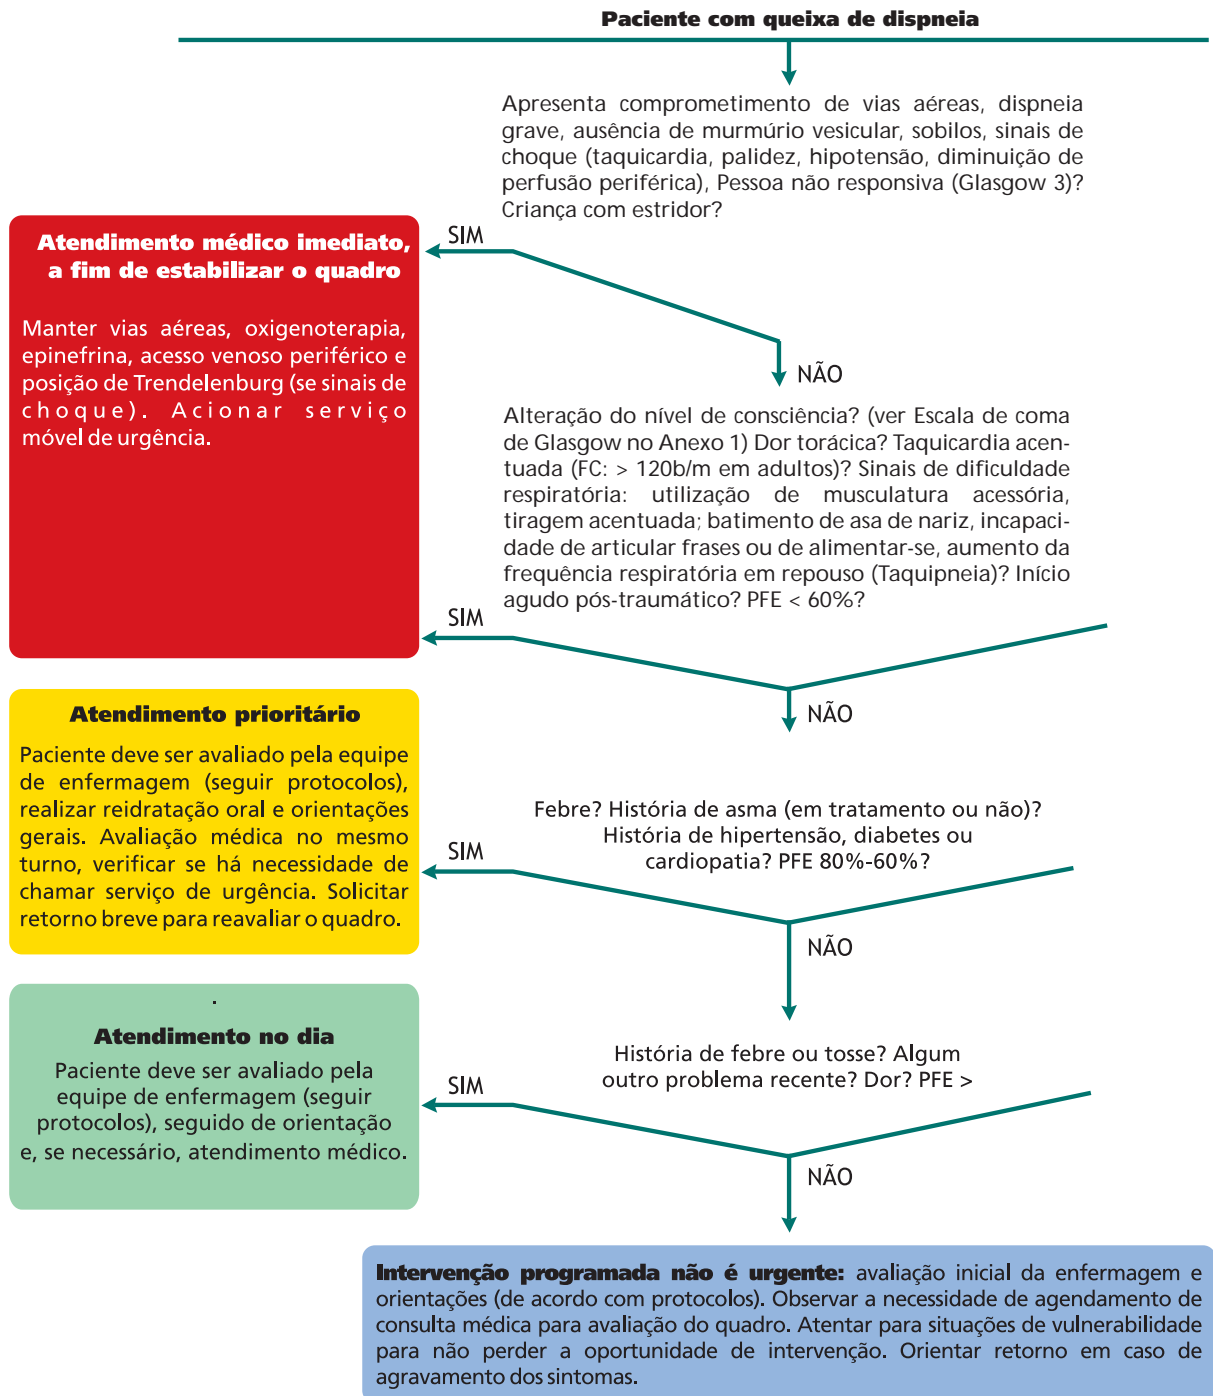 Paciente com queixa de dispneia
Apresenta comprometimento de vias aéreas, dispneia
grave, ausência de murmúrio vesicular, sobilos, sinais de
choque (taquicardia, palidez, hipotensão, diminuição de
perfusão periférica), Pessoa não responsiva (Glasgow 3)?
Criança com estridor?
SIM
Atendimento médico imediato,
a fim de estabilizar o quadro
Manter vias aéreas, oxigenoterapia,
epinefrina, acesso venoso periférico e
posição de Trendelenburg (se sinais de
choque). Acionar serviço
móvel de urgência.
NÃO
Alteração do nível de consciência? (ver Escala de coma
de Glasgow no Anexo 1) Dor torácica? Taquicardia acen-
tuada (FC: > 120b/m em adultos)? Sinais de dificuldade
respiratória: utilização de musculatura acessória,
tiragem acentuada; batimento de asa de nariz, incapaci-
dade de articular frases ou de alimentar-se, aumento da
frequência respiratória em repouso (Taquipneia)? Início
agudo pós-traumático? PFE < 60%?
SIM
NÃO
Atendimento prioritário
Paciente deve ser avaliado pela equipe
de enfermagem (seguir protocolos),
realizar reidratação oral e orientações
gerais. Avaliação médica no mesmo
turno, verificar se há necessidade de
chamar serviço de urgência. Solicitar
retorno breve para reavaliar o quadro.
Febre? História de asma (em tratamento ou não)?
História de hipertensão, diabetes ou
cardiopatia? PFE 80%-60%?
SIM
NÃO
.
Atendimento no dia
Paciente deve ser avaliado pela
equipe de enfermagem (seguir
protocolos), seguido de orientação
e, se necessário, atendimento médico.
História de febre ou tosse? Algum
outro problema recente? Dor? PFE >
SIM
NÃO
Intervenção programada não é urgente: avaliação inicial da enfermagem e
orientações (de acordo com protocolos). Observar a necessidade de agendamento de
consulta médica para avaliação do quadro. Atentar para situações de vulnerabilidade
para não perder a oportunidade de intervenção. Orientar retorno em caso de
agravamento dos sintomas.